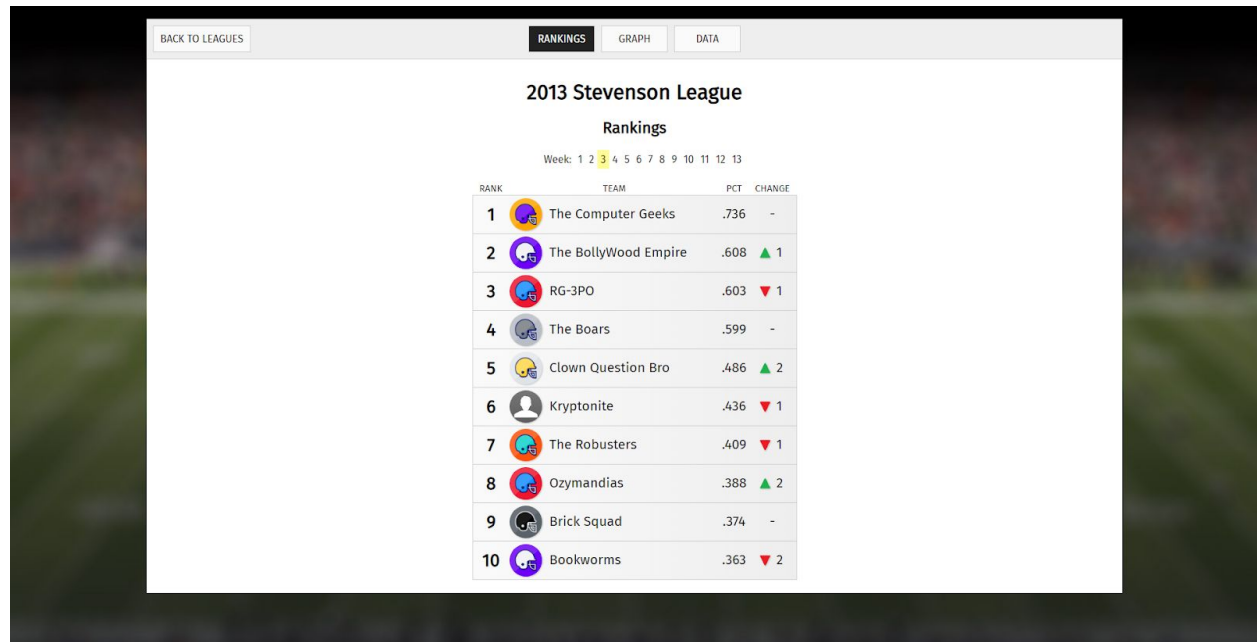 BACK TO LEAGUES RANKINGS GRAPH DATA
2013 Stevenson League
Rankings
Week: 1 2 3 4 5 6 7 8 9 10 11 12 13
RANK TEAM PCT CHANGE
1 The Computer Geeks .736 -
2 The BollyWood Empire .608 ▲ 1
3 RG-3PO .603 ▼ 1
4 The Boars .599 -
5 Clown Question Bro .486 ▲ 2
6 Kryptonite .436 ▼ 1
7 The Robusters .409 ▼ 1
8 Ozymandias .388 ▲ 2
9 Brick Squad .374 -
10 Bookworms .363 ▼ 2